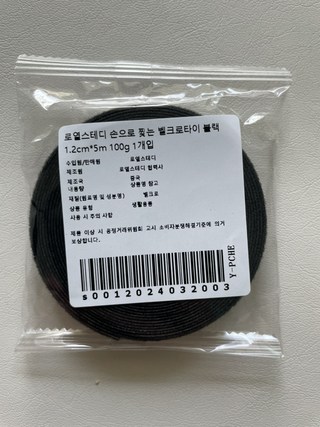 로열스테디 손으로 찢는 벨크로타이 블랙
1.2cm*5m 100g 1개입
수입원/판매원 로열스테디
제조원 로열스테디 협력사
제조국 중국
내용량 상품명 참고
재질(원료명 및 성분명) 벨크로
상품 유형 생활용품
사용 시 주의 사항
제품 이상 시 공정거래위원회 고시 소비자분쟁해결기준에 의거
보상합니다.
s0012024032003
Y-PCHE